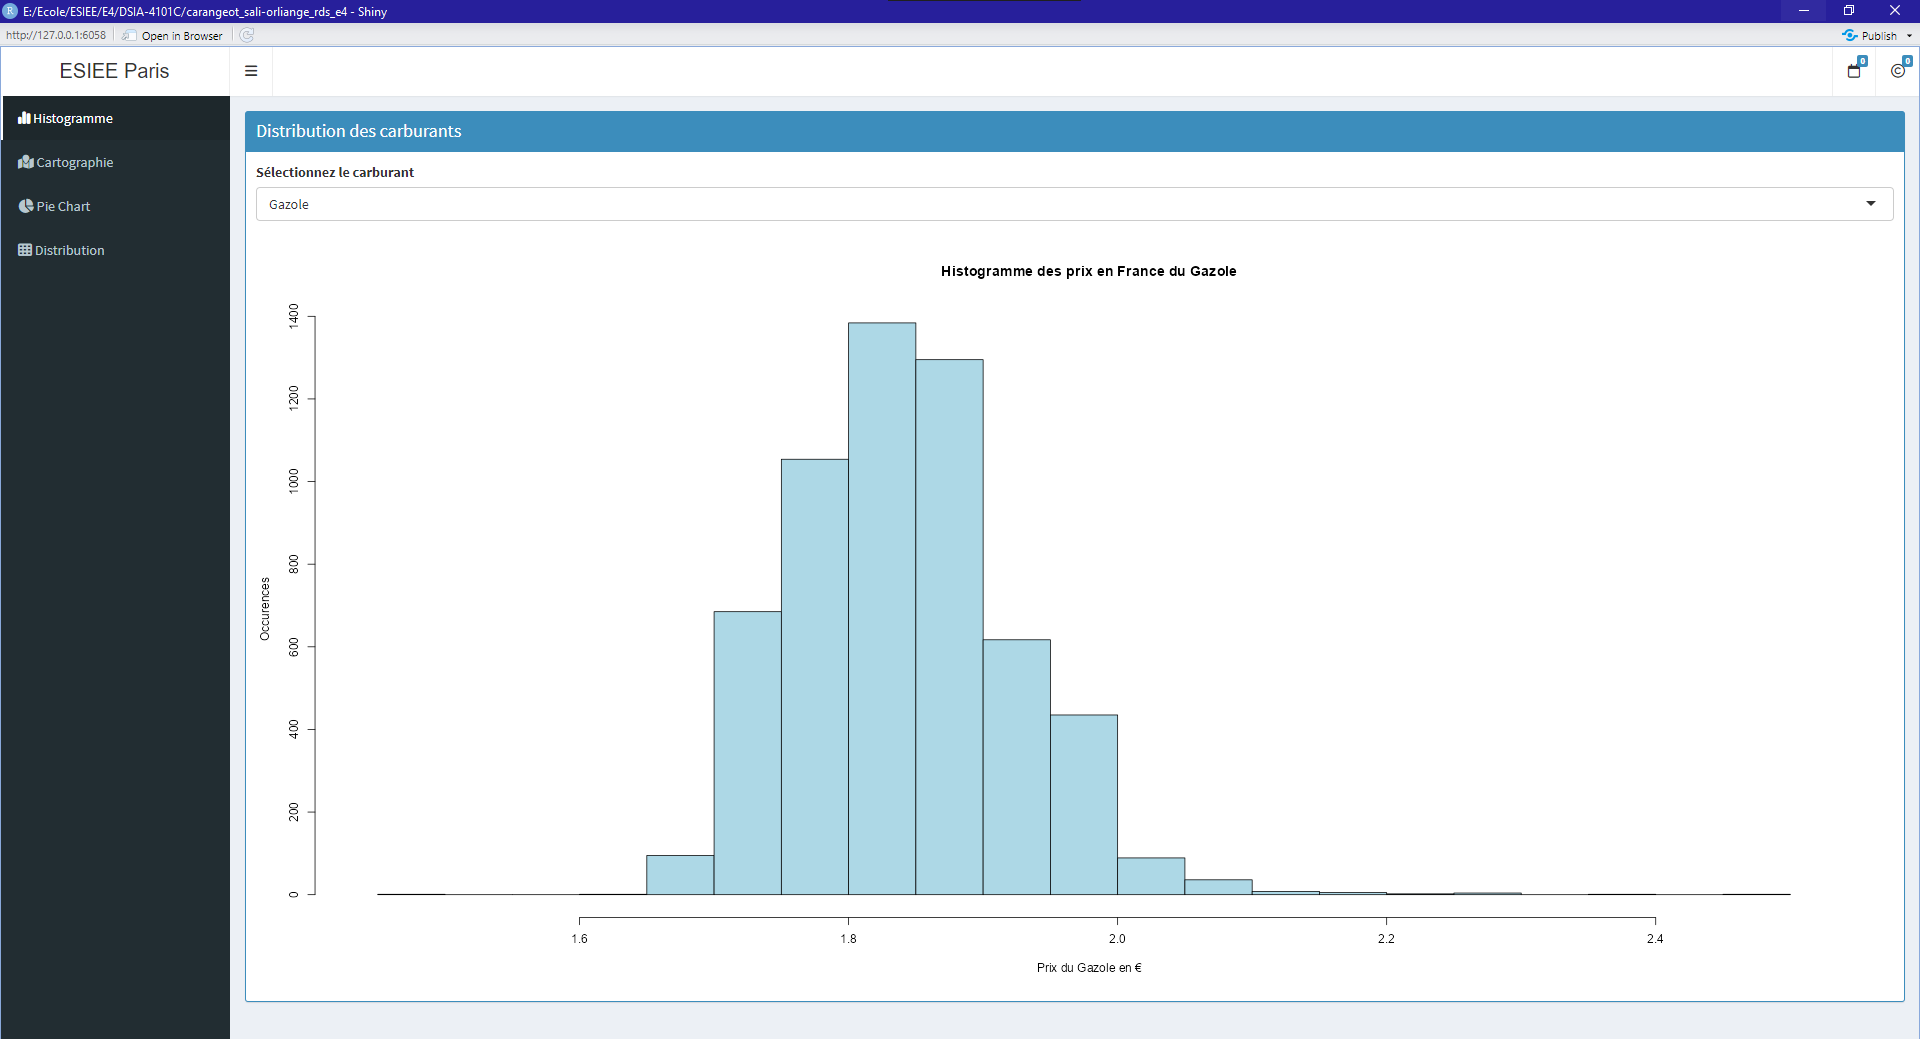 E:/Ecole/ESIEE/E4/DSIA-4101C/carangeot_sali-orliange_rds_e4 - Shiny
http://127.0.0.1:6058 Open in Browser Publish
ESIEE Paris 0 0
Histogramme
Cartographie
Pie Chart
Distribution
Distribution des carburants
Sélectionnez le carburant
Gazole
Histogramme des prix en France du Gazole
Occurences
1400
1200
1000
800
600
400
200
0
1.6 1.8 2.0 2.2 2.4
Prix du Gazole en €